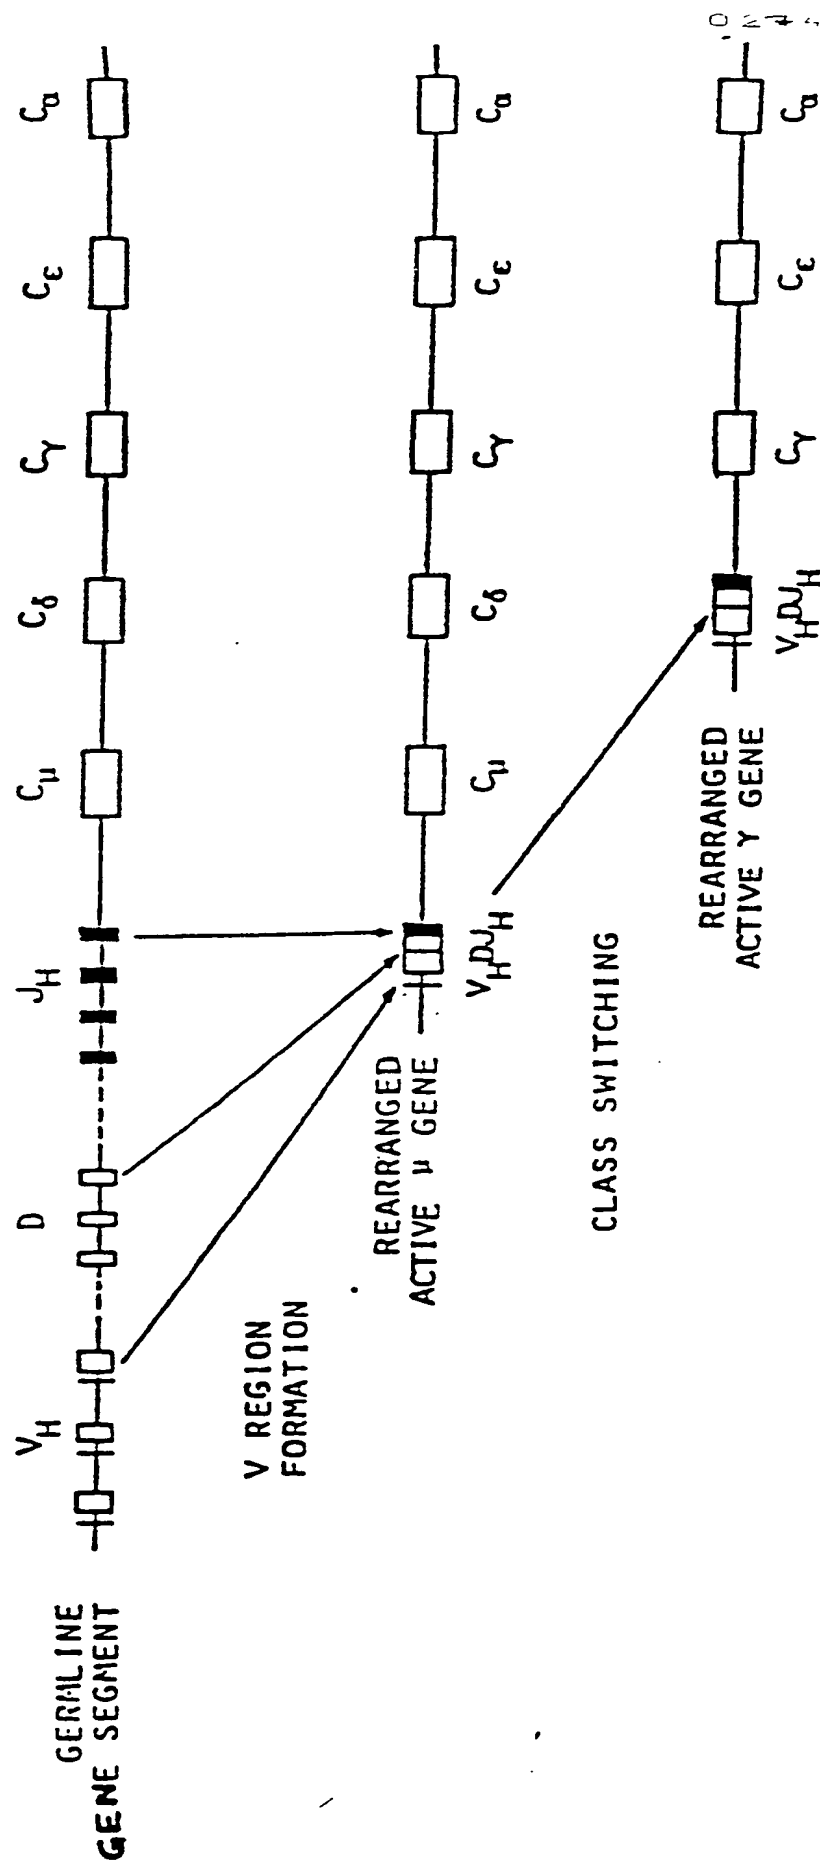 GERMLINE
GENE SEGMENT
V_H
D
J_H
C_μ
C_δ
C_γ
C_ε
C_α
V REGION
FORMATION
REARRANGED
ACTIVE μ GENE
V_HDJ_H
C_μ
C_δ
C_γ
C_ε
C_α
CLASS SWITCHING
REARRANGED
ACTIVE γ GENE
V_HDJ_H
C_γ
C_ε
C_α